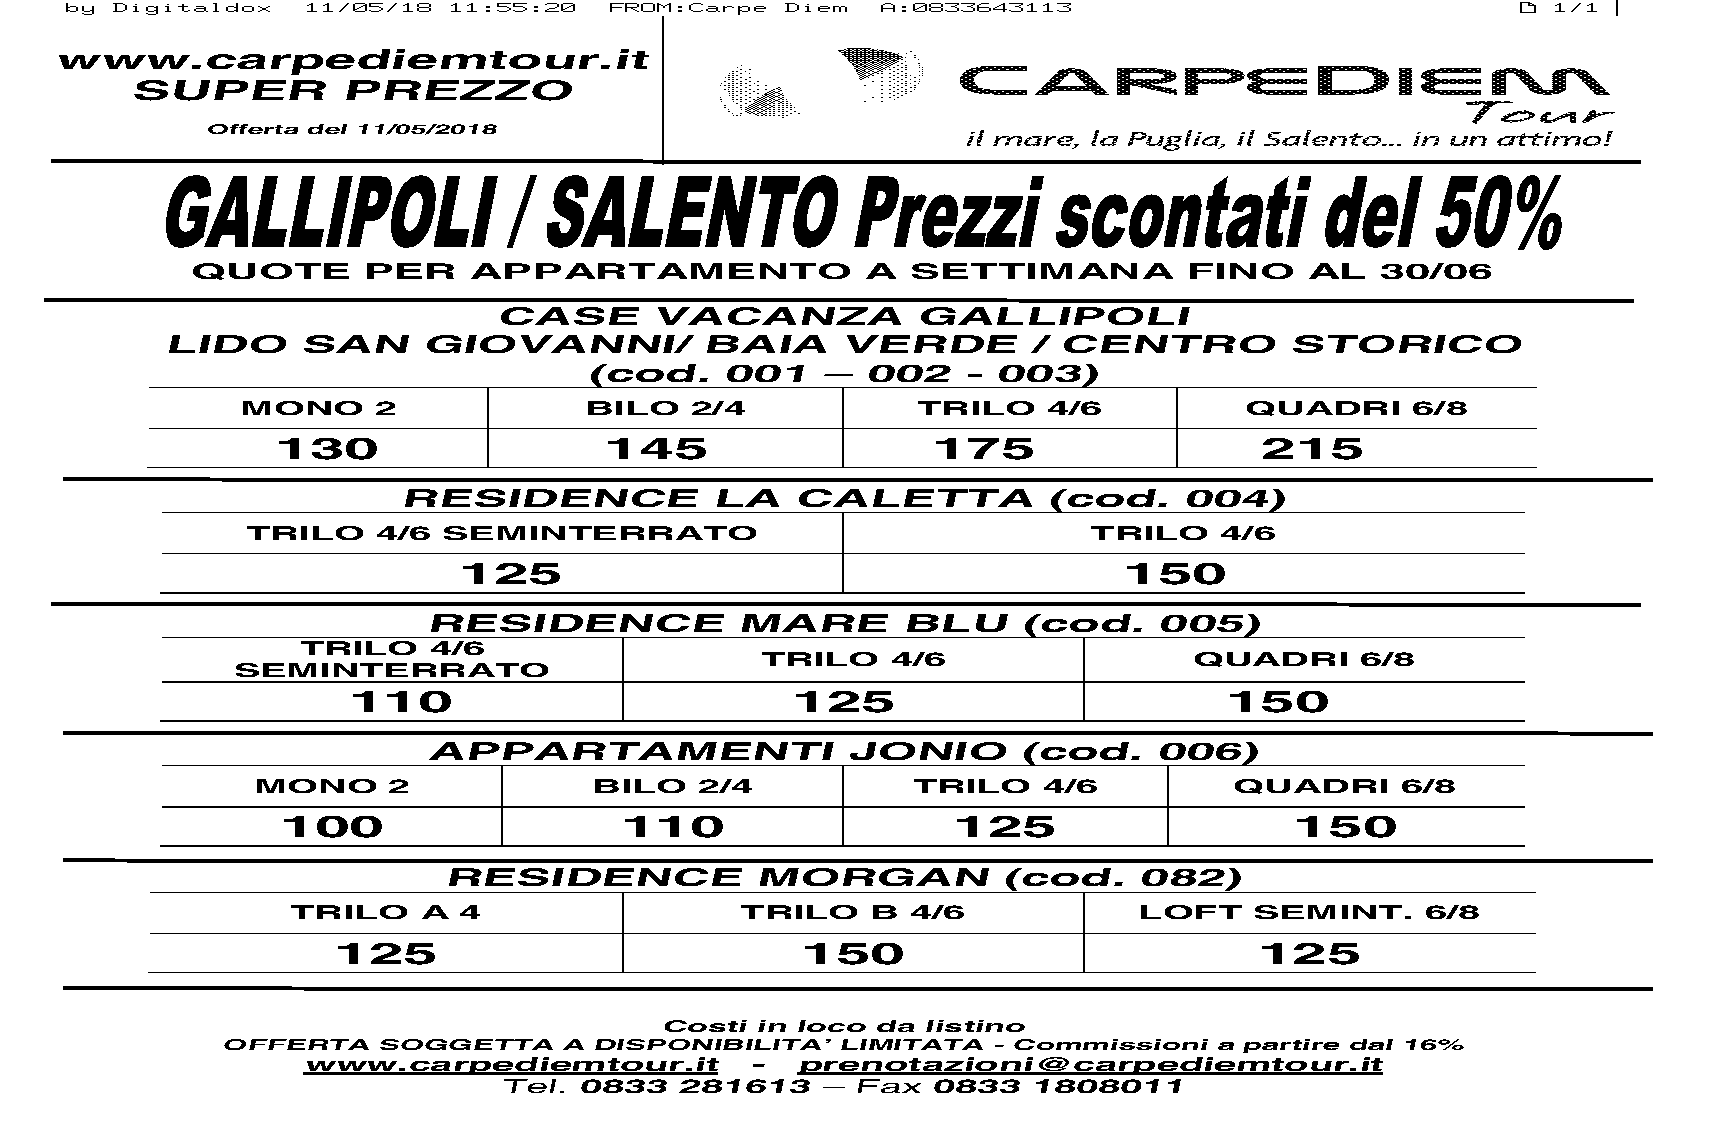 by Digitaldox 11/05/18 11:55:20 FROM:Carpe Diem A:0833643113 1/1
www.carpediemtour.it
SUPER PREZZO
Offerta del 11/05/2018
CARPEDIEM
Tour
il mare, la Puglia, il Salento... in un attimo!
GALLIPOLI / SALENTO Prezzi scontati del 50%
QUOTE PER APPARTAMENTO A SETTIMANA FINO AL 30/06
CASE VACANZA GALLIPOLI
LIDO SAN GIOVANNI/ BAIA VERDE / CENTRO STORICO
(cod. 001 – 002 - 003)
MONO 2 BILO 2/4 TRILO 4/6 QUADRI 6/8
130 145 175 215
RESIDENCE LA CALETTA (cod. 004)
TRILO 4/6 SEMINTERRATO TRILO 4/6
125 150
RESIDENCE MARE BLU (cod. 005)
TRILO 4/6
SEMINTERRATO TRILO 4/6 QUADRI 6/8
110 125 150
APPARTAMENTI JONIO (cod. 006)
MONO 2 BILO 2/4 TRILO 4/6 QUADRI 6/8
100 110 125 150
RESIDENCE MORGAN (cod. 082)
TRILO A 4 TRILO B 4/6 LOFT SEMINT. 6/8
125 150 125
Costi in loco da listino
OFFERTA SOGGETTA A DISPONIBILITA' LIMITATA - Commissioni a partire dal 16%
www.carpediemtour.it - prenotazioni@carpediemtour.it
Tel. 0833 281613 – Fax 0833 1808011